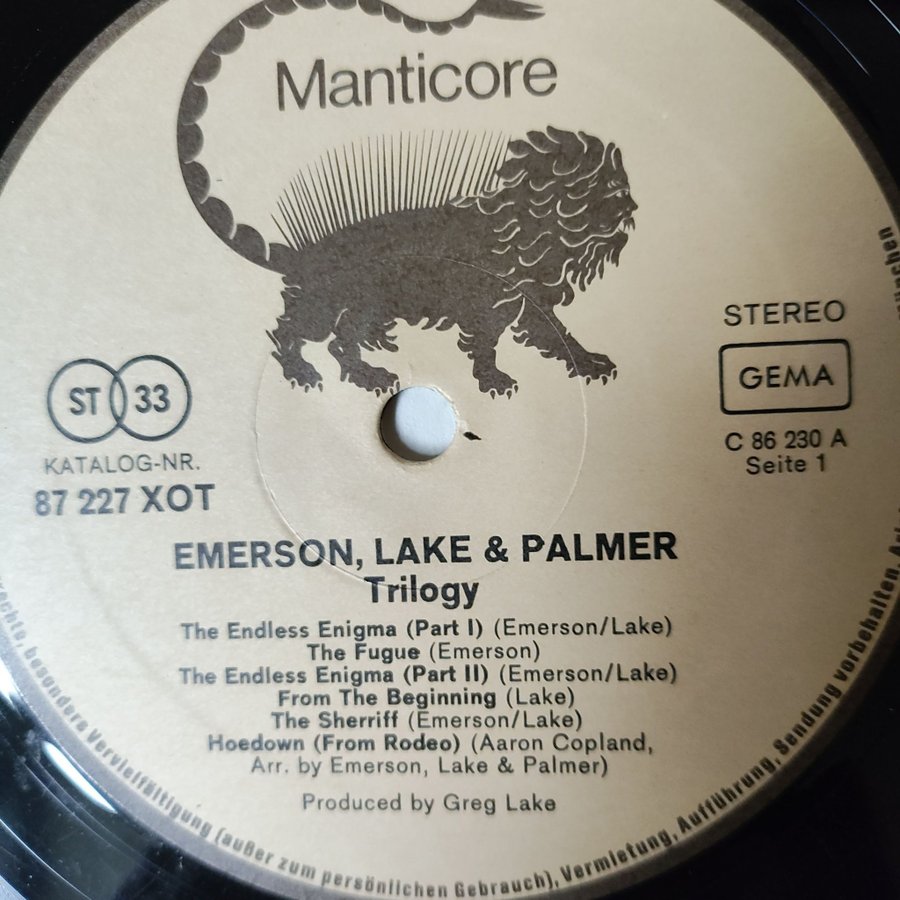 Manticore
STEREO
GEMA
C 86 230 A
Seite 1
ST 33
KATALOG-NR.
87 227 XOT
EMERSON, LAKE & PALMER
Trilogy
The Endless Enigma (Part I) (Emerson/Lake)
The Fugue (Emerson)
The Endless Enigma (Part II) (Emerson/Lake)
From The Beginning (Lake)
The Sherriff (Emerson/Lake)
Hoedown (From Rodeo) (Aaron Copland,
Arr. by Emerson, Lake & Palmer)
Produced by Greg Lake
besondere Vervielfältigung (außer zum persönlichen Gebrauch), Vermietung, Aufführung, Sendung vorbehalten.